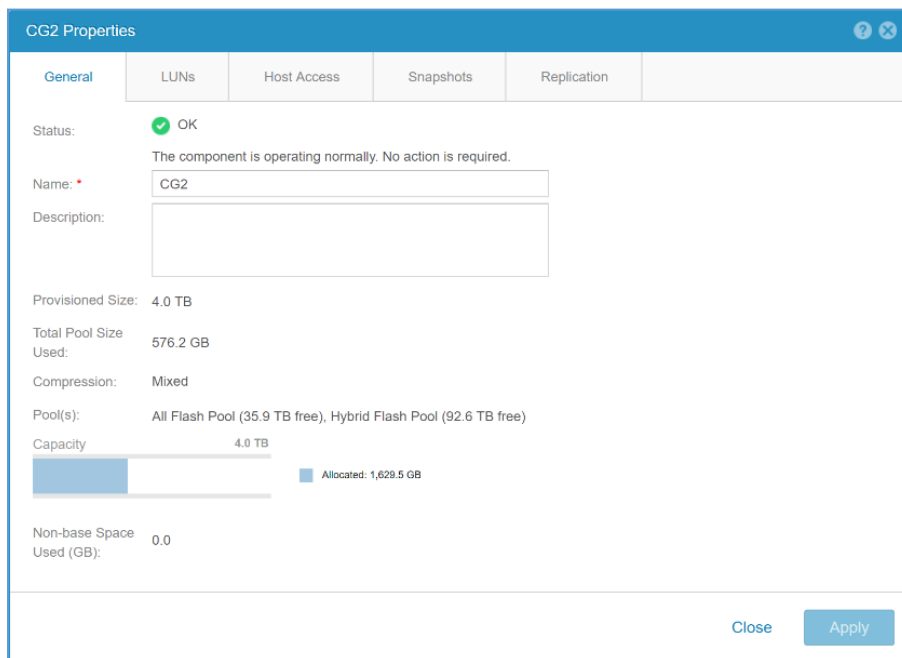 CG2 Properties
General
LUNs
Host Access
Snapshots
Replication
Status:
OK
The component is operating normally. No action is required.
Name: *
CG2
Description:
Provisioned Size:
4.0 TB
Total Pool Size
Used:
576.2 GB
Compression:
Mixed
Pool(s):
All Flash Pool (35.9 TB free), Hybrid Flash Pool (92.6 TB free)
Capacity
4.0 TB
Allocated: 1,629.5 GB
Non-base Space
Used (GB):
0.0
Close
Apply